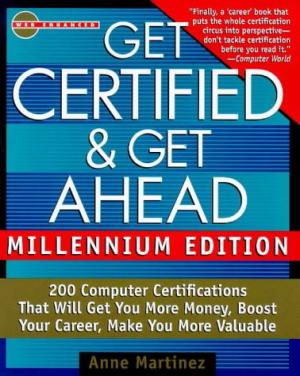 WEB ENHANCED
"Finally, a 'career' book that
puts the whole certification
circus into perspective—
don't tackle certification
before you read it."
—Computer World
GET
CERTIFIED
& GET
AHEAD
MILLENNIUM EDITION
200 Computer Certifications
That Will Get You More Money, Boost
Your Career, Make You More Valuable
Anne Martinez